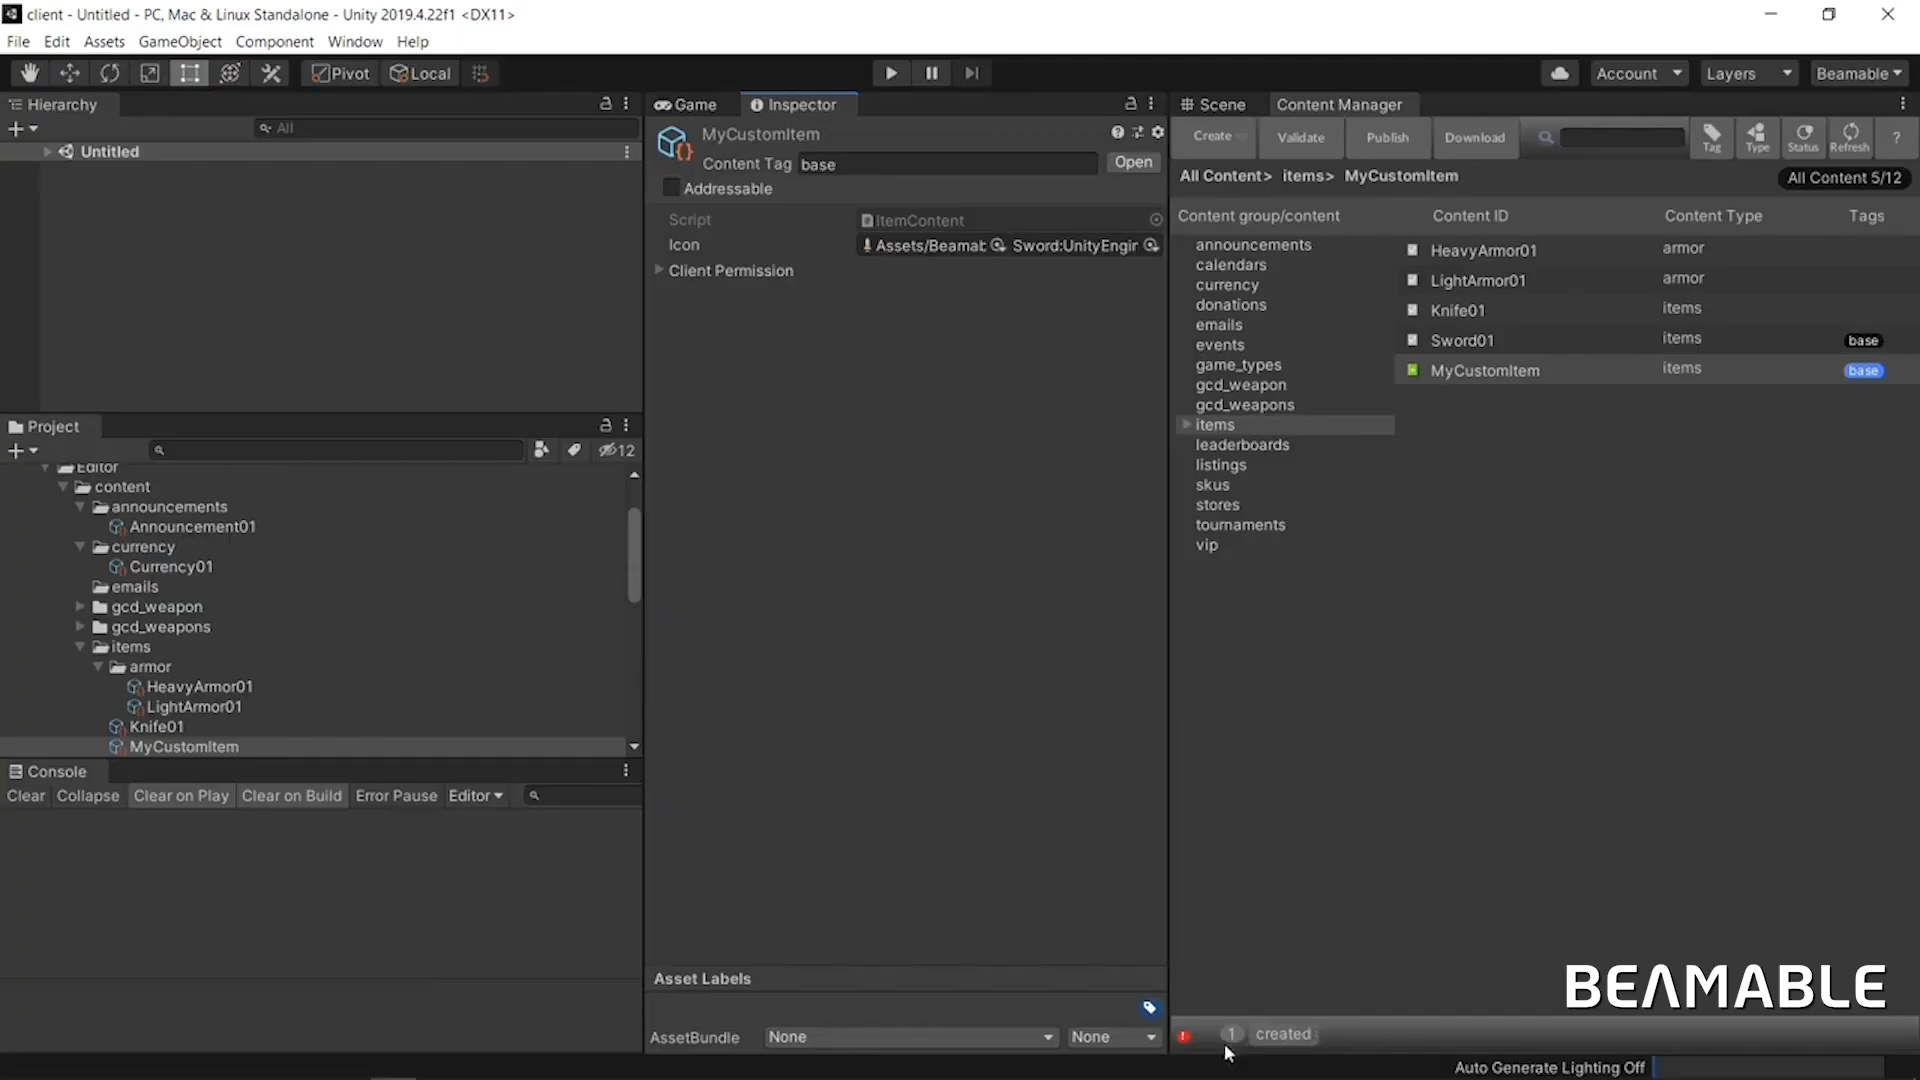 client - Untitled - PC, Mac & Linux Standalone - Unity 2019.4.22f1 <DX11>
File Edit Assets GameObject Component Window Help
Pivot Local Account Layers Beamable
Hierarchy
All
Untitled
Project
12
Editor
content
announcements
Announcement01
currency
Currency01
emails
gcd_weapon
gcd_weapons
items
armor
HeavyArmor01
LightArmor01
Knife01
MyCustomItem
Console
Clear Collapse Clear on Play Clear on Build Error Pause Editor
Game Inspector
MyCustomItem
Content Tag base Open
Addressable
Script ItemContent
Icon Assets/Beamat Sword:UnityEngir
Client Permission
Asset Labels
AssetBundle None None
Scene Content Manager
Create Validate Publish Download Tag Type Status Refresh ?
All Content> items> MyCustomItem All Content 5/12
Content group/content Content ID Content Type Tags
announcements
calendars
currency
donations
emails
events
game_types
gcd_weapon
gcd_weapons
items
leaderboards
listings
skus
stores
tournaments
vip
HeavyArmor01 armor
LightArmor01 armor
Knife01 items
Sword01 items base
MyCustomItem items base
BEAMABLE
! 1 created
Auto Generate Lighting Off